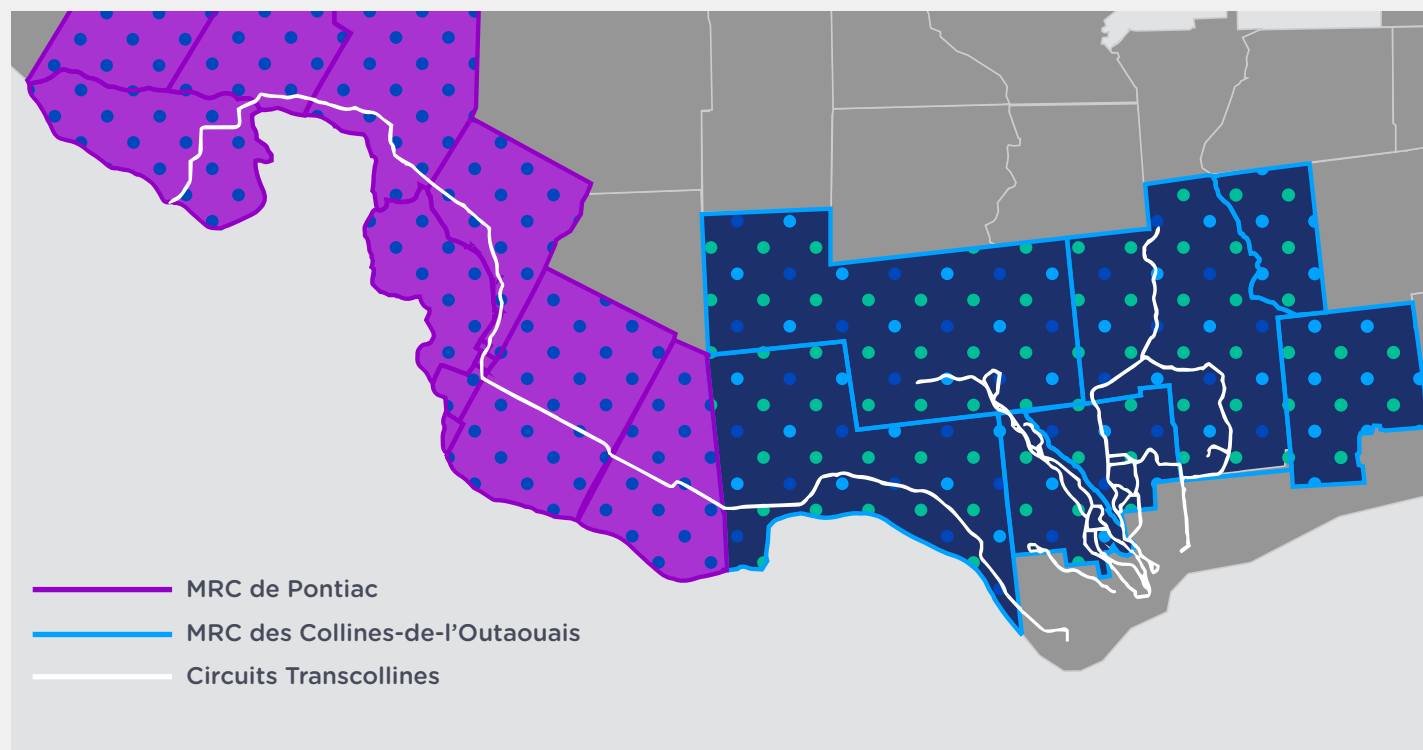 MRC de Pontiac
MRC des Collines-de-l’Outaouais
Circuits Transcollines